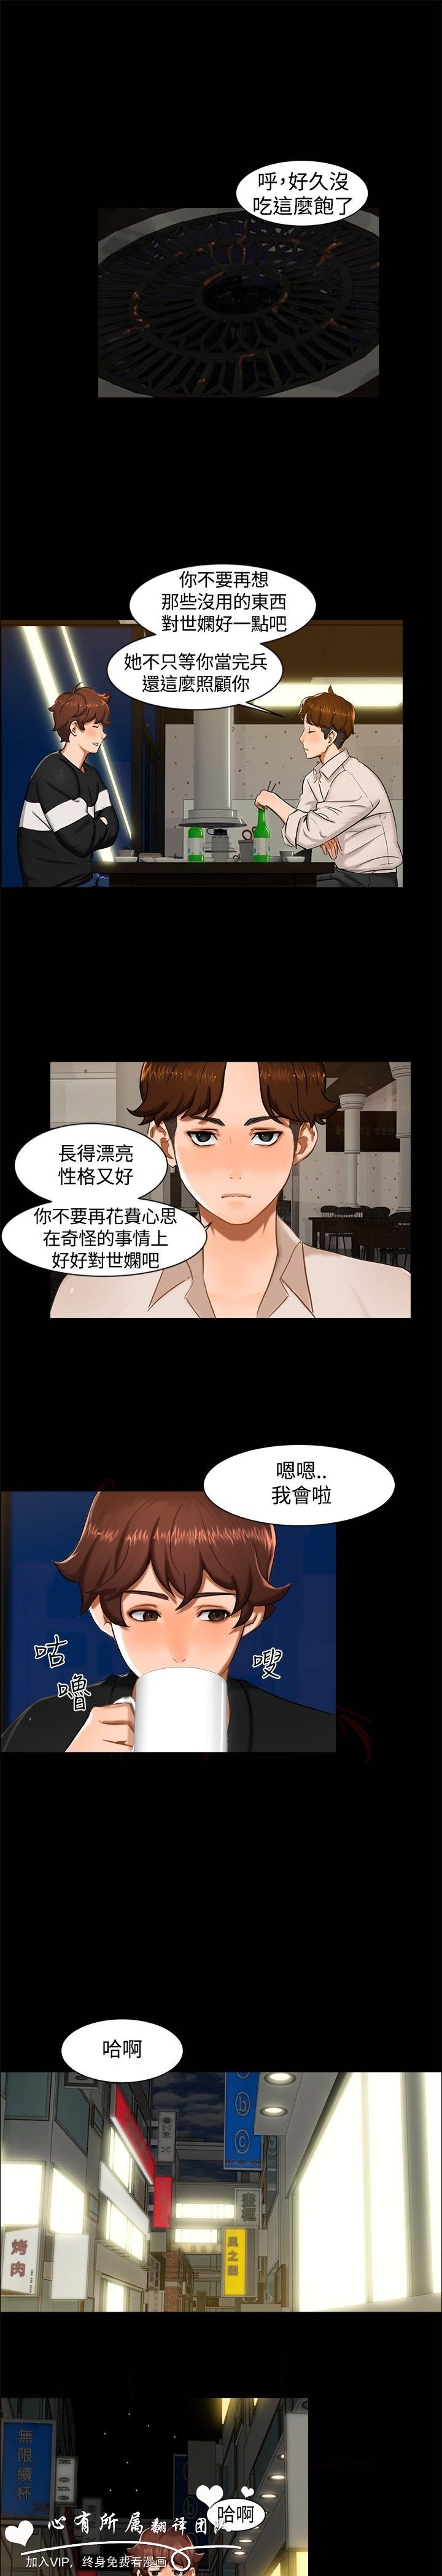 呼，好久沒
吃這麼飽了
你不要再想
那些沒用的東西
對世嫻好一點吧
她不只等你當完兵
還這麼照顧你
長得漂亮
性格又好
你不要再花費心思
在奇怪的事情上
好好對世嫻吧
嗯嗯..
我會啦
咕
嚕
嗖
哈啊
b
c
烤肉
風之國
無限續杯
哈啊
心有所属翻译团队
加入VIP，终身免费看漫画